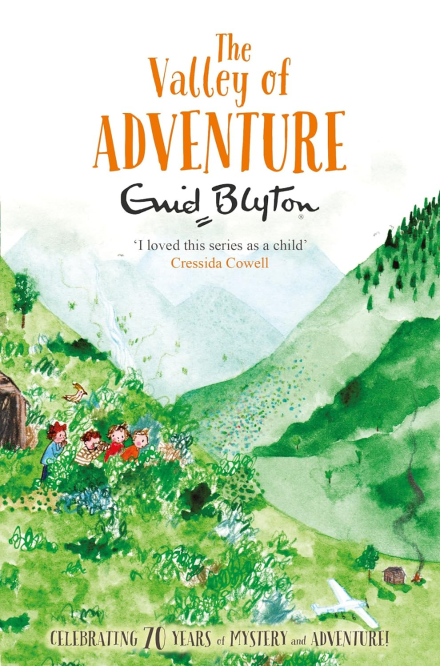 The
Valley of
ADVENTURE
Enid Blyton
‘I loved this series as a child’
Cressida Cowell
CELEBRATING 70 YEARS of MYSTERY and ADVENTURE!